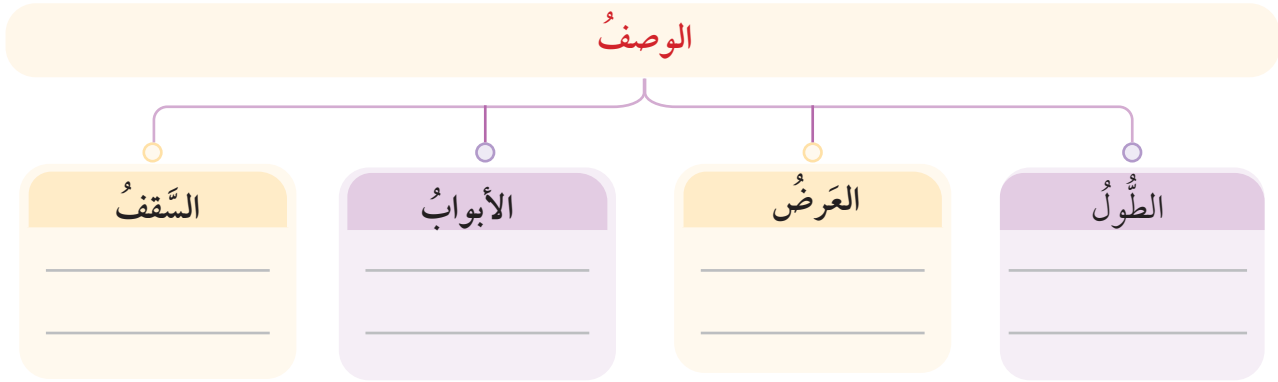 الوصفُ
الطُّولُ
العَرضُ
الأبوابُ
السَّقفُ